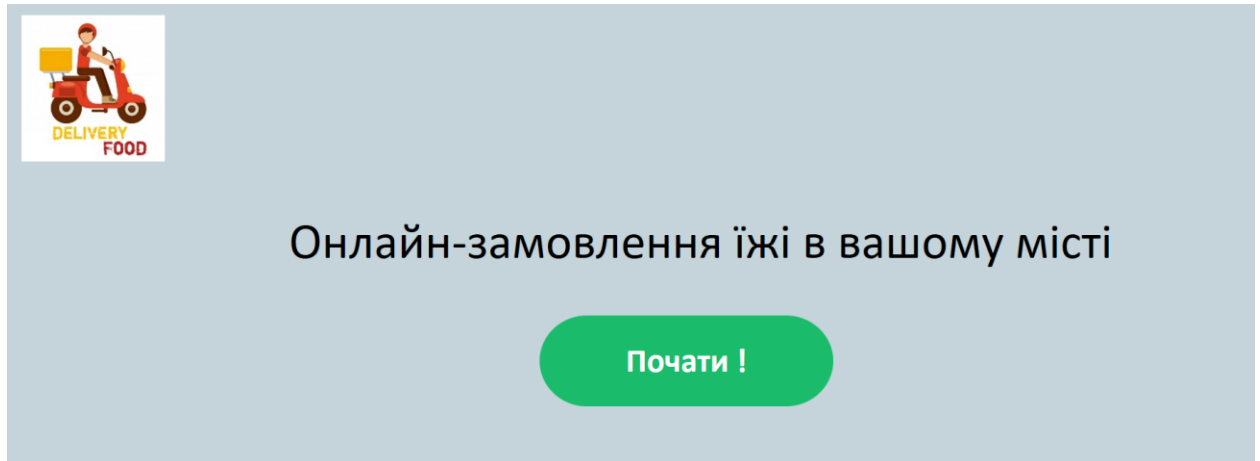 DELIVERY
FOOD
Онлайн-замовлення їжі в вашому місті
Почати !